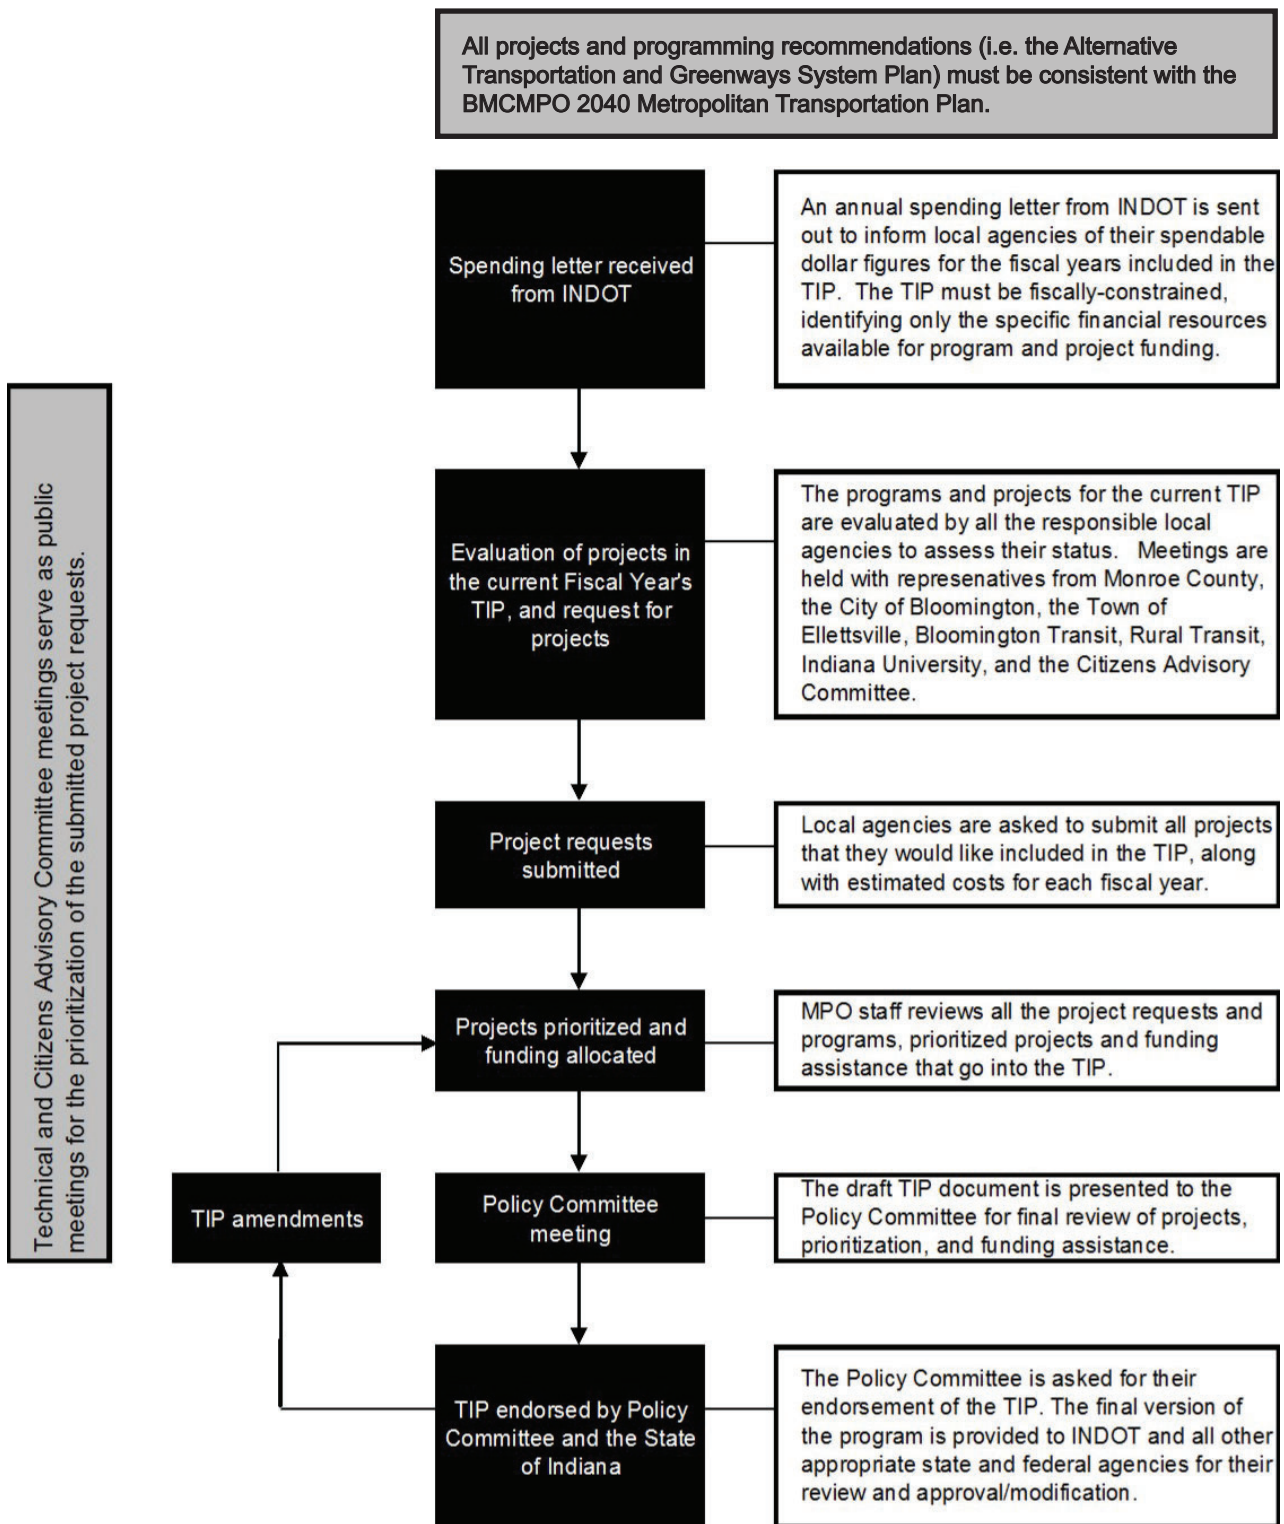 All projects and programming recommendations (i.e. the Alternative
Transportation and Greenways System Plan) must be consistent with the
BMCMPO 2040 Metropolitan Transportation Plan.
Spending letter received
from INDOT
An annual spending letter from INDOT is sent
out to inform local agencies of their spendable
dollar figures for the fiscal years included in the
TIP.  The TIP must be fiscally-constrained,
identifying only the specific financial resources
available for program and project funding.
Technical and Citizens Advisory Committee meetings serve as public
meetings for the prioritization of the submitted project requests.
Evaluation of projects in
the current Fiscal Year's
TIP, and request for
projects
The programs and projects for the current TIP
are evaluated by all the responsible local
agencies to assess their status.   Meetings are
held with represenatives from Monroe County,
the City of Bloomington, the Town of
Ellettsville, Bloomington Transit, Rural Transit,
Indiana University, and the Citizens Advisory
Committee.
Project requests
submitted
Local agencies are asked to submit all projects
that they would like included in the TIP, along
with estimated costs for each fiscal year.
Projects prioritized and
funding allocated
MPO staff reviews all the project requests and
programs, prioritized projects and funding
assistance that go into the TIP.
TIP amendments
Policy Committee
meeting
The draft TIP document is presented to the
Policy Committee for final review of projects,
prioritization, and funding assistance.
TIP endorsed by Policy
Committee and the State
of Indiana
The Policy Committee is asked for their
endorsement of the TIP. The final version of
the program is provided to INDOT and all other
appropriate state and federal agencies for their
review and approval/modification.